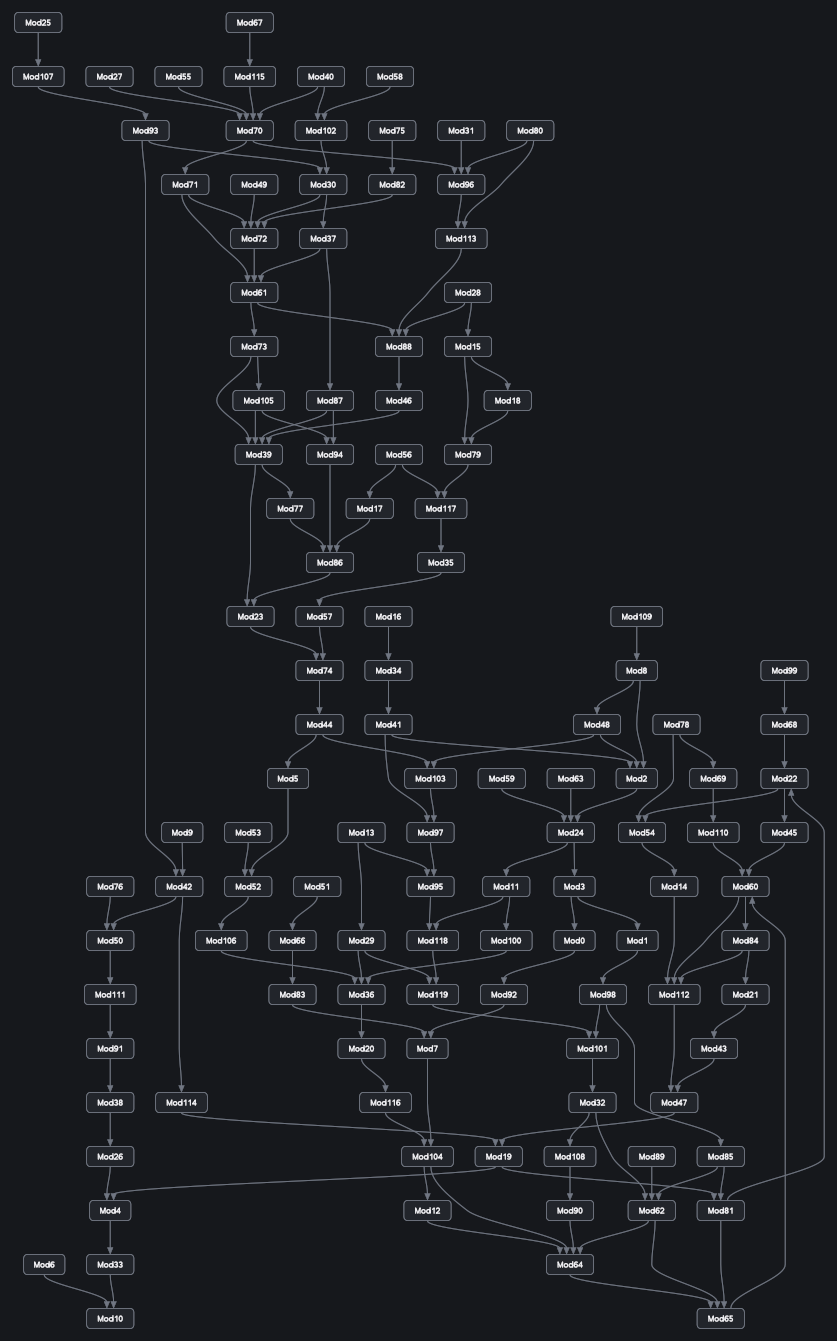 Mod25 Mod67
Mod107 Mod27 Mod55 Mod115 Mod40 Mod58
Mod93 Mod70 Mod102 Mod75 Mod31 Mod80
Mod71 Mod49 Mod30 Mod82 Mod96
Mod72 Mod37 Mod113
Mod61 Mod28
Mod73 Mod88 Mod15
Mod105 Mod87 Mod46 Mod18
Mod39 Mod94 Mod56 Mod79
Mod77 Mod17 Mod117
Mod86 Mod35
Mod23 Mod57 Mod16 Mod109
Mod74 Mod34 Mod8 Mod99
Mod44 Mod41 Mod48 Mod78 Mod68
Mod5 Mod103 Mod59 Mod63 Mod2 Mod69 Mod22
Mod9 Mod53 Mod13 Mod97 Mod24 Mod54 Mod110 Mod45
Mod76 Mod42 Mod52 Mod51 Mod95 Mod11 Mod3 Mod14 Mod60
Mod50 Mod106 Mod66 Mod29 Mod118 Mod100 Mod0 Mod1 Mod84
Mod111 Mod83 Mod36 Mod119 Mod92 Mod98 Mod112 Mod21
Mod91 Mod20 Mod7 Mod101 Mod43
Mod38 Mod114 Mod116 Mod32 Mod47
Mod26 Mod104 Mod19 Mod108 Mod89 Mod85
Mod4 Mod12 Mod90 Mod62 Mod81
Mod6 Mod33 Mod64
Mod10 Mod65